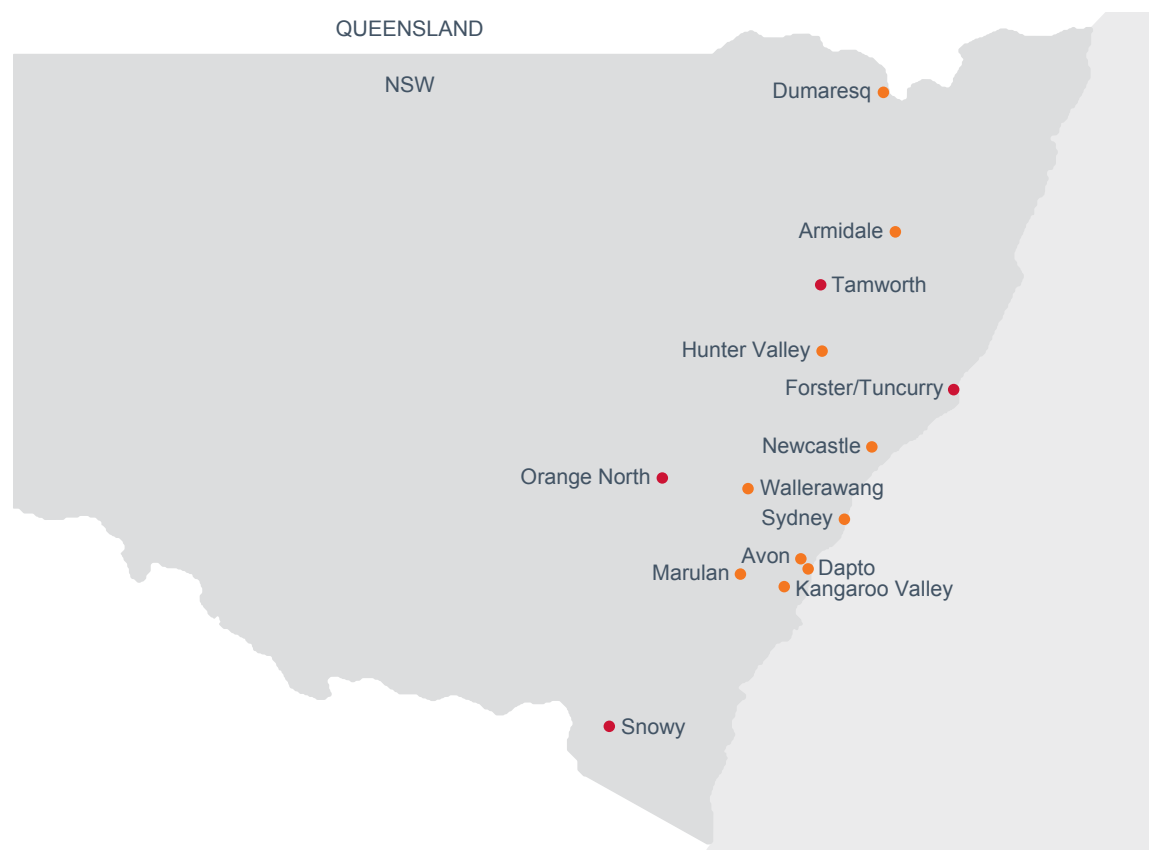 QUEENSLAND
NSW
Dumaresq
Armidale
Tamworth
Hunter Valley
Forster/Tuncurry
Newcastle
Orange North
Wallerawang
Sydney
Avon
Dapto
Marulan
Kangaroo Valley
Snowy